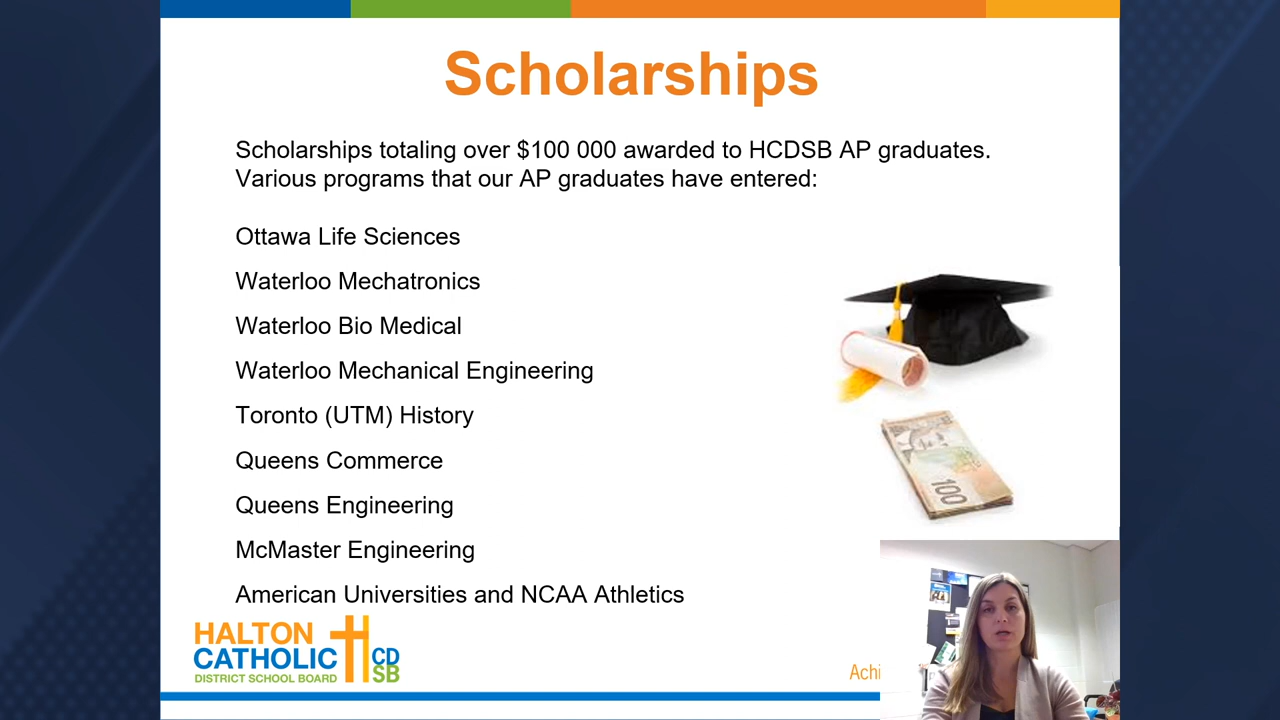 Scholarships
Scholarships totaling over $100 000 awarded to HCDSB AP graduates.
Various programs that our AP graduates have entered:
Ottawa Life Sciences
Waterloo Mechatronics
Waterloo Bio Medical
Waterloo Mechanical Engineering
Toronto (UTM) History
Queens Commerce
Queens Engineering
McMaster Engineering
American Universities and NCAA Athletics
100
HALTON
CATHOLIC CD
DISTRICT SCHOOL BOARD SB
Achi